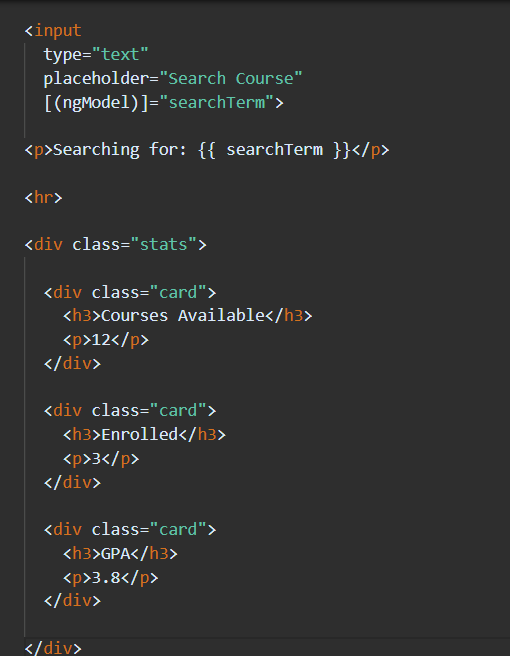 <input
type="text"
placeholder="Search Course"
[(ngModel)]="searchTerm">
<p>Searching for: {{ searchTerm }}</p>
<hr>
<div class="stats">
<div class="card">
<h3>Courses Available</h3>
<p>12</p>
</div>
<div class="card">
<h3>Enrolled</h3>
<p>3</p>
</div>
<div class="card">
<h3>GPA</h3>
<p>3.8</p>
</div>
</div>